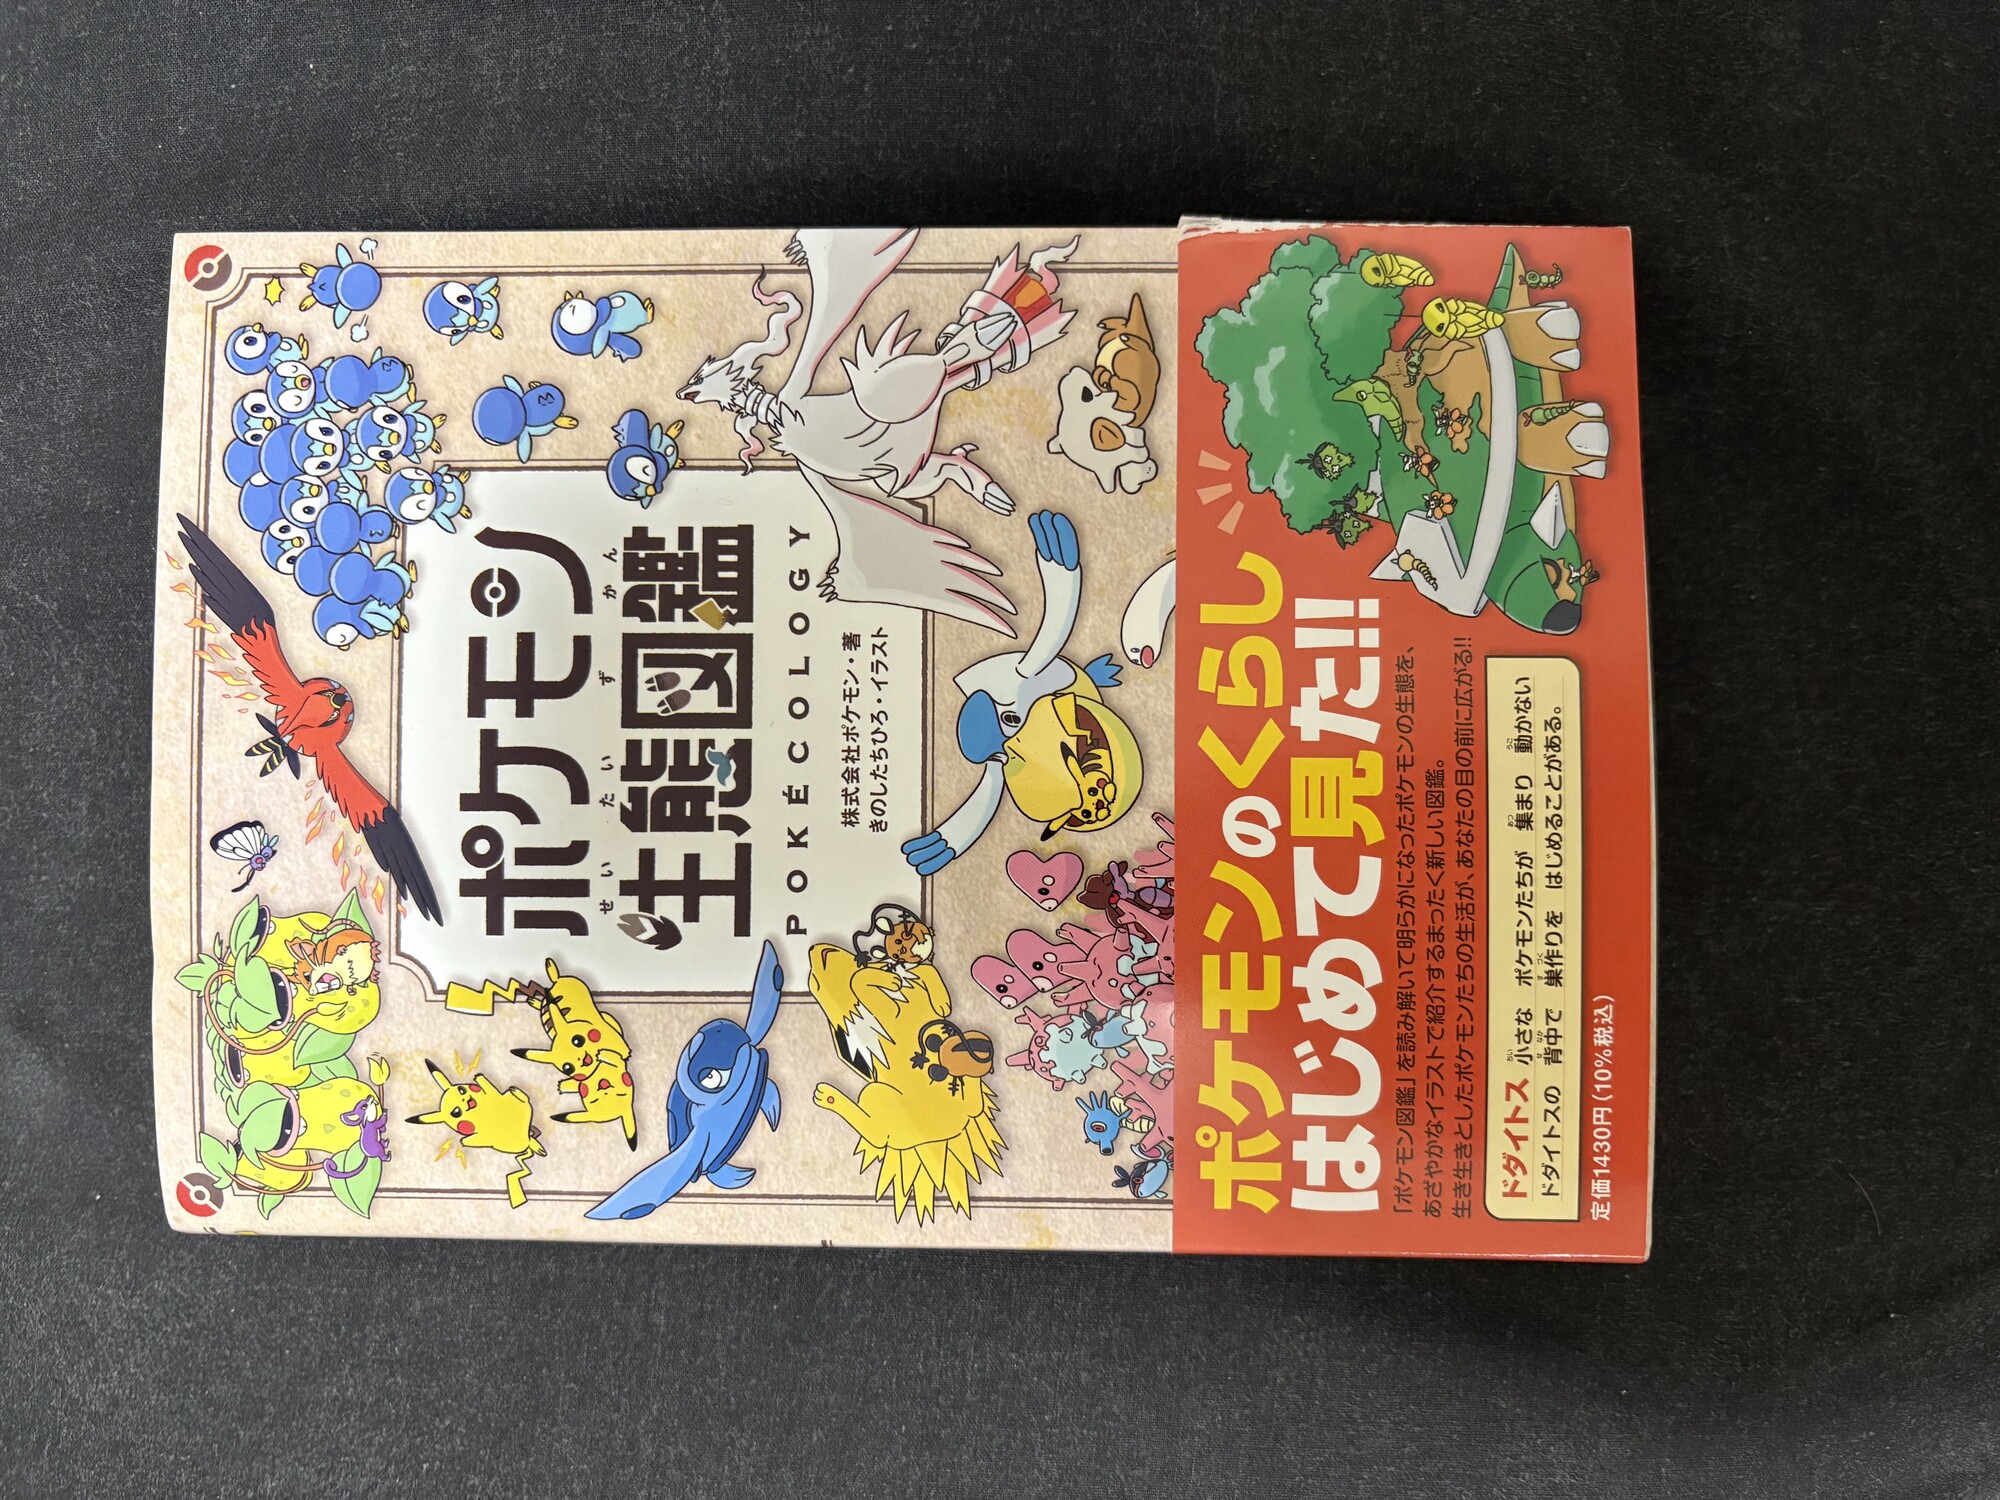 ポケモン
生態図鑑
せいたいずかん
POKÉCOLOGY
株式会社ポケモン・著
きのしたちひろ・イラスト
ポケモンのくらし
はじめて見た!!
「ポケモン図鑑」を読み解いて明らかになったポケモンの生態を、
あざやかなイラストで紹介するまったく新しい図鑑。
生き生きとしたポケモンたちの生活が、あなたの目の前に広がる!!
ドダイトス 小さな ポケモンたちが 集まり 動かない
ドダイトスの 背中で 巣作りを はじめることがある。
定価1430円(10%税込)